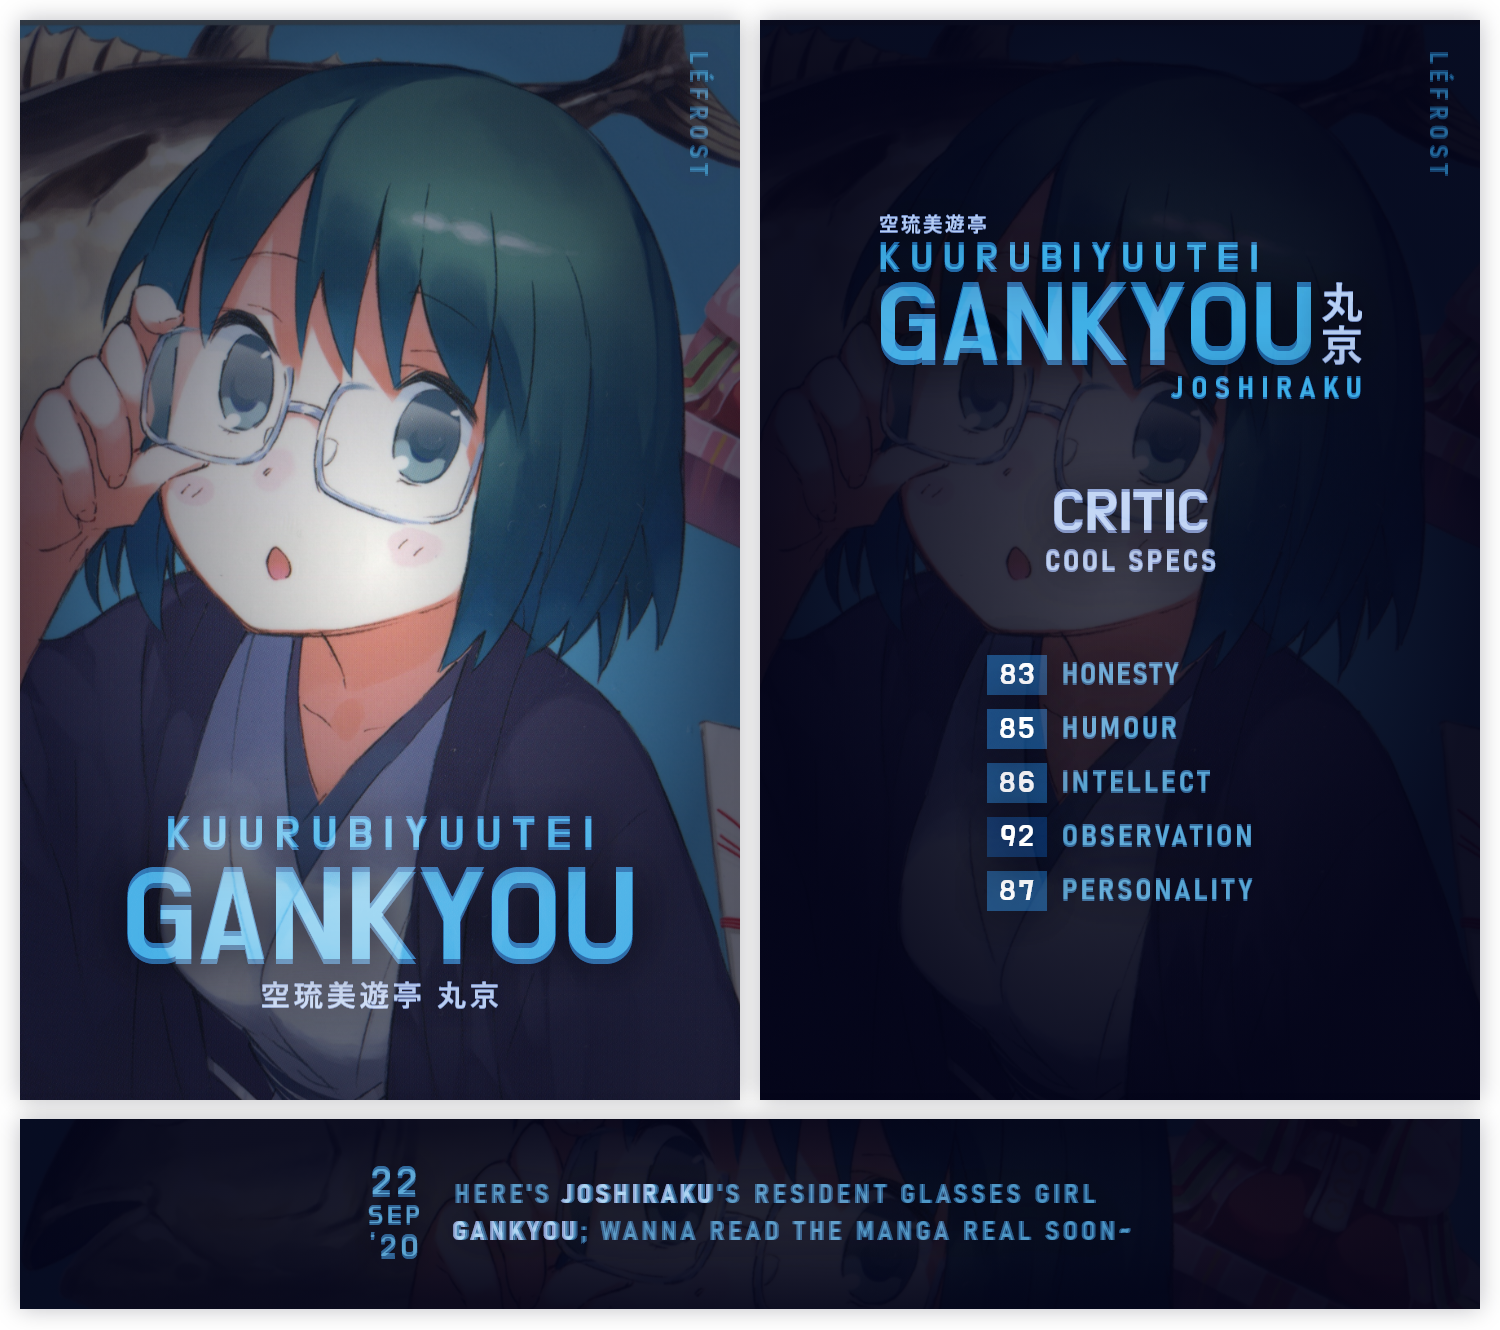 LÉFROST
KUURUBIYUUTEI
GANKYOU
空琉美遊亭 丸京
LÉFROST
空琉美遊亭
KUURUBIYUUTEI
GANKYOU 丸京
JOSHIRAKU
CRITIC
COOL SPECS
83 HONESTY
85 HUMOUR
86 INTELLECT
92 OBSERVATION
87 PERSONALITY
22
SEP
'20
HERE'S JOSHIRAKU'S RESIDENT GLASSES GIRL
GANKYOU; WANNA READ THE MANGA REAL SOON~